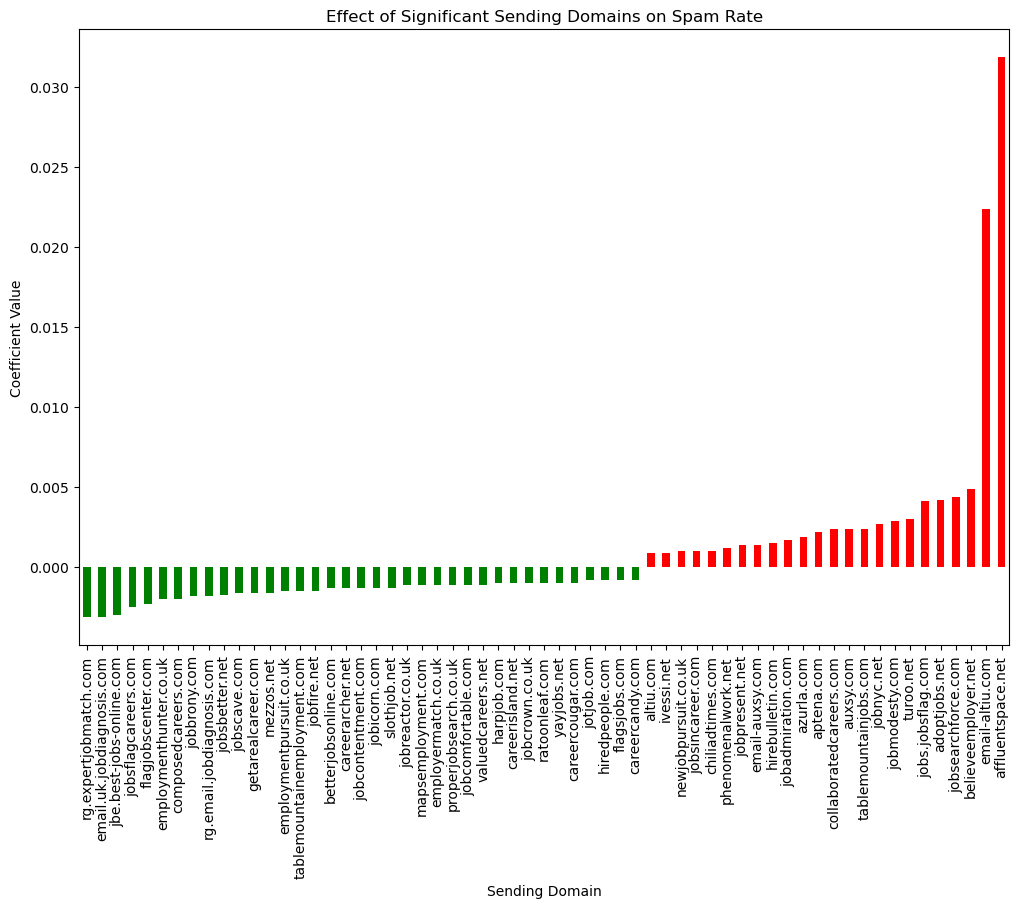 Effect of Significant Sending Domains on Spam Rate
Coefficient Value
0.030
0.025
0.020
0.015
0.010
0.005
0.000
rg.expertjobmatch.com
email.uk.jobdiagnosis.com
jbe.best-jobs-online.com
jobsflagcareers.com
flagjobscenter.com
employmenthunter.co.uk
composedcareers.com
jobbrony.com
rg.email.jobdiagnosis.com
jobsbetter.net
jobscave.com
getarealcareer.com
mezzos.net
employmentpursuit.co.uk
tablemountainemployment.com
jobfire.net
betterjobsonline.com
careerarcher.net
jobcontentment.com
jobicorn.com
slothjob.net
jobreactor.co.uk
mapsemployment.com
employermatch.co.uk
properjobsearch.co.uk
jobcomfortable.com
valuedcareers.net
harpjob.com
careerisland.net
jobcrown.co.uk
ratoonleaf.com
yayjobs.net
careercougar.com
jptjob.com
hiredpeople.com
flagsjobs.com
careercandy.com
altiu.com
ivessi.net
newjobpursuit.co.uk
jobsincareer.com
chiliadtimes.com
phenomenalwork.net
jobpresent.net
email-auxsy.com
hirebulletin.com
jobadmiration.com
azurla.com
aptena.com
collaboratedcareers.com
auxsy.com
tablemountainjobs.com
jobnyc.net
jobmodesty.com
turoo.net
jobs.jobsflag.com
adoptjobs.net
jobsearchforce.com
believeemployer.net
email-altiu.com
affluentspace.net
Sending Domain